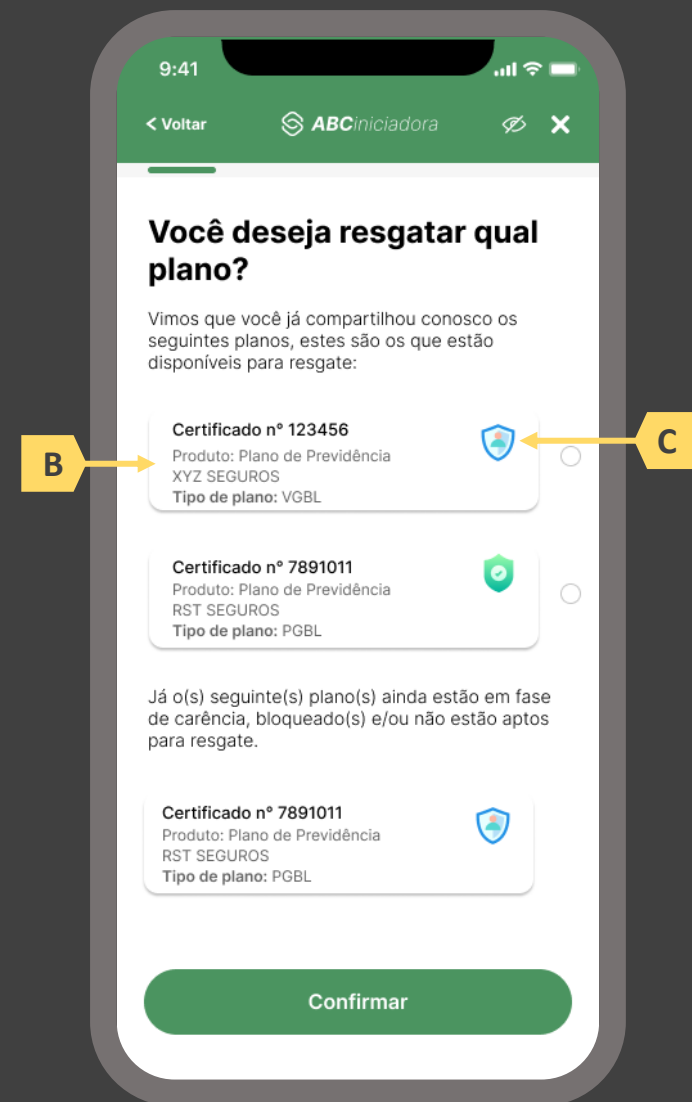 9:41
< Voltar
ABCiniciadora
Você deseja resgatar qual
plano?
Vimos que você já compartilhou conosco os
seguintes planos, estes são os que estão
disponíveis para resgate:
Certificado n° 123456
Produto: Plano de Previdência
XYZ SEGUROS
Tipo de plano: VGBL
B
C
Certificado n° 7891011
Produto: Plano de Previdência
RST SEGUROS
Tipo de plano: PGBL
Já o(s) seguinte(s) plano(s) ainda estão em fase
de carência, bloqueado(s) e/ou não estão aptos
para resgate.
Certificado n° 7891011
Produto: Plano de Previdência
RST SEGUROS
Tipo de plano: PGBL
Confirmar